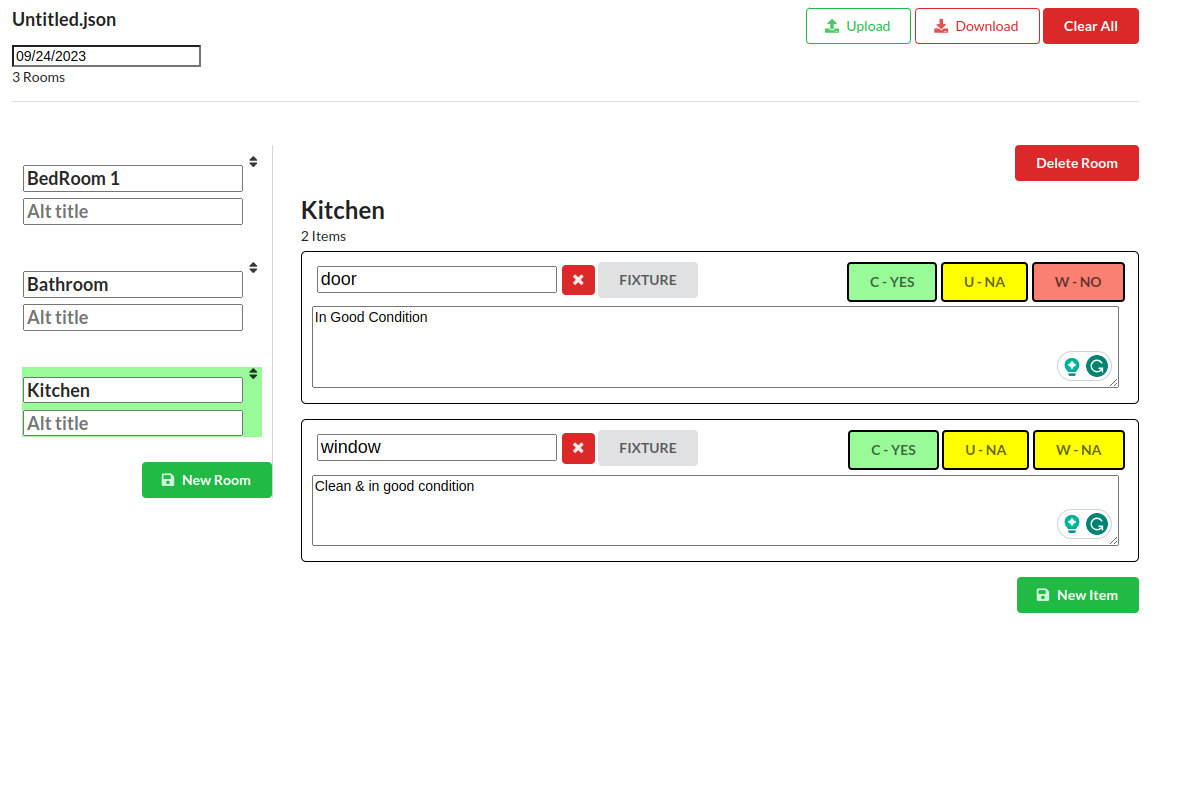 Untitled.json
Upload
Download
Clear All
09/24/2023
3 Rooms
BedRoom 1
Alt title
Bathroom
Alt title
Kitchen
Alt title
New Room
Delete Room
Kitchen
2 Items
door
FIXTURE
C - YES
U - NA
W - NO
In Good Condition
window
FIXTURE
C - YES
U - NA
W - NA
Clean & in good condition
New Item